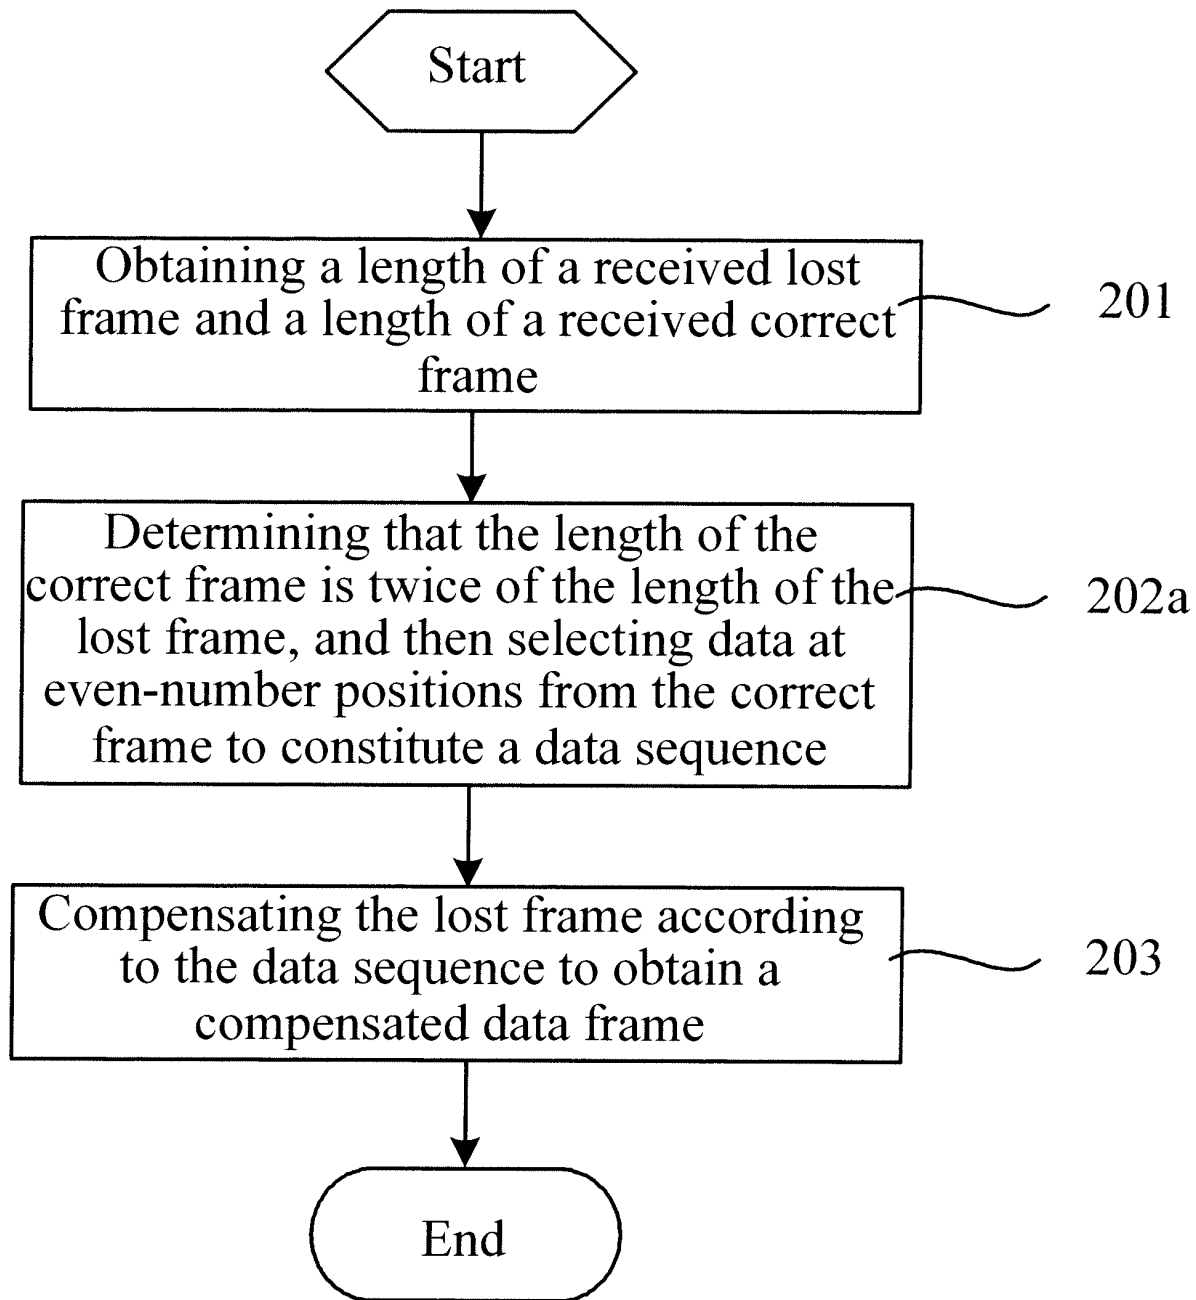 Start
Obtaining a length of a received lost
frame and a length of a received correct
frame
201
Determining that the length of the
correct frame is twice of the length of the
lost frame, and then selecting data at
even-number positions from the correct
frame to constitute a data sequence
202a
Compensating the lost frame according
to the data sequence to obtain a
compensated data frame
203
End